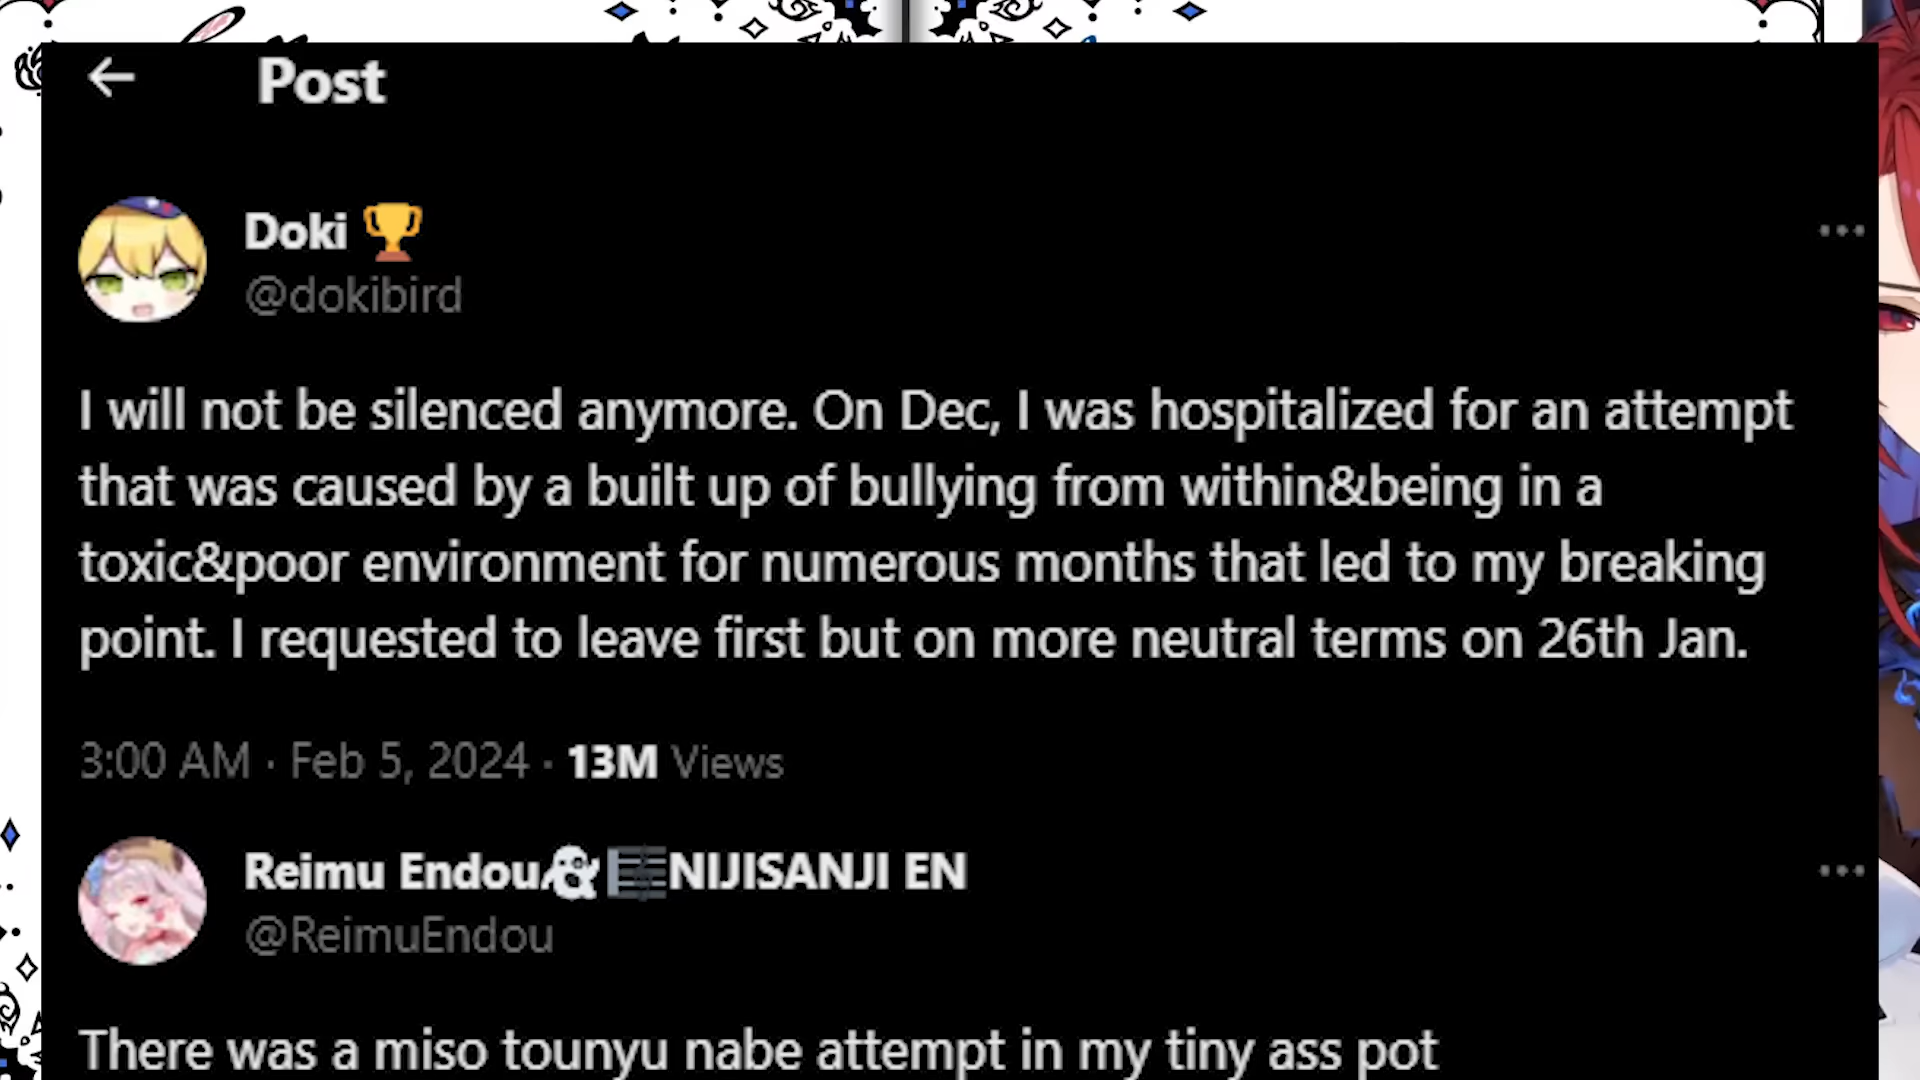 Post
Doki 🏆
@dokibird
I will not be silenced anymore. On Dec, I was hospitalized for an attempt
that was caused by a built up of bullying from within&being in a
toxic&poor environment for numerous months that led to my breaking
point. I requested to leave first but on more neutral terms on 26th Jan.
3:00 AM · Feb 5, 2024 · 13M Views
Reimu Endou👻🎼NIJISANJI EN
@ReimuEndou
There was a miso tounyu nabe attempt in my tiny ass pot